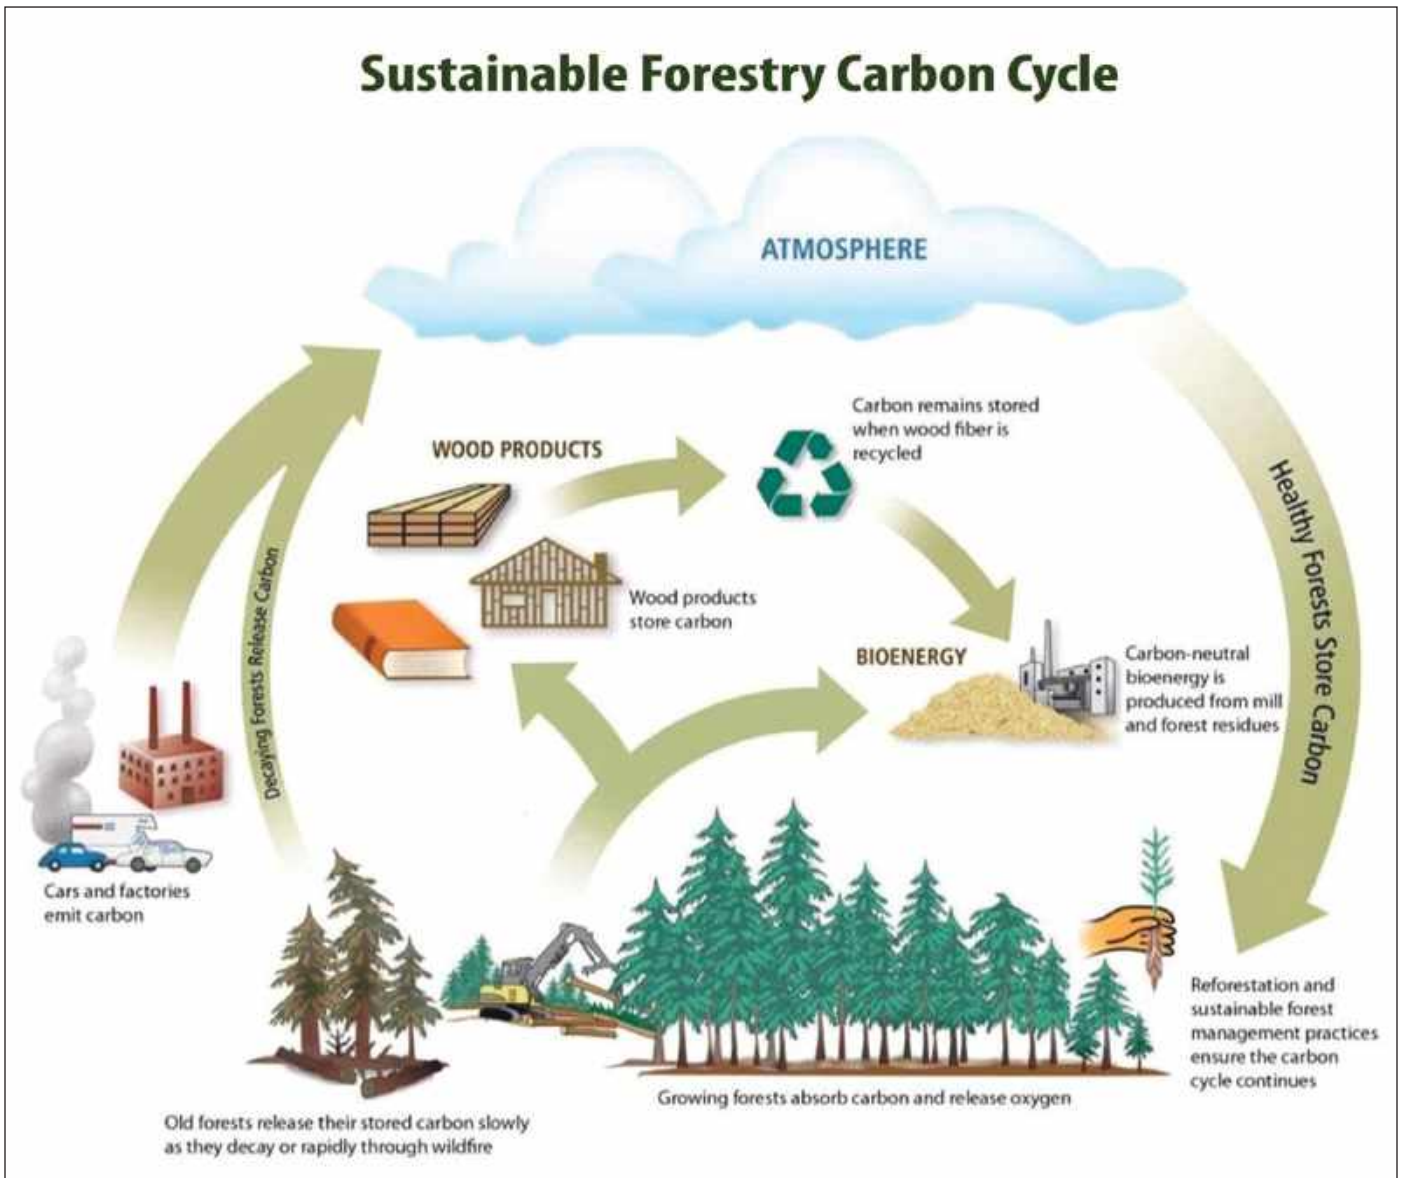 Sustainable Forestry Carbon Cycle
ATMOSPHERE
Carbon remains stored
when wood fiber is
recycled
WOOD PRODUCTS
Wood products
store carbon
BIOENERGY
Carbon-neutral
bioenergy is
produced from mill
and forest residues
Healthy Forests Store Carbon
Decaying Forests Release Carbon
Cars and factories
emit carbon
Reforestation and
sustainable forest
management practices
ensure the carbon
cycle continues
Growing forests absorb carbon and release oxygen
Old forests release their stored carbon slowly
as they decay or rapidly through wildfire